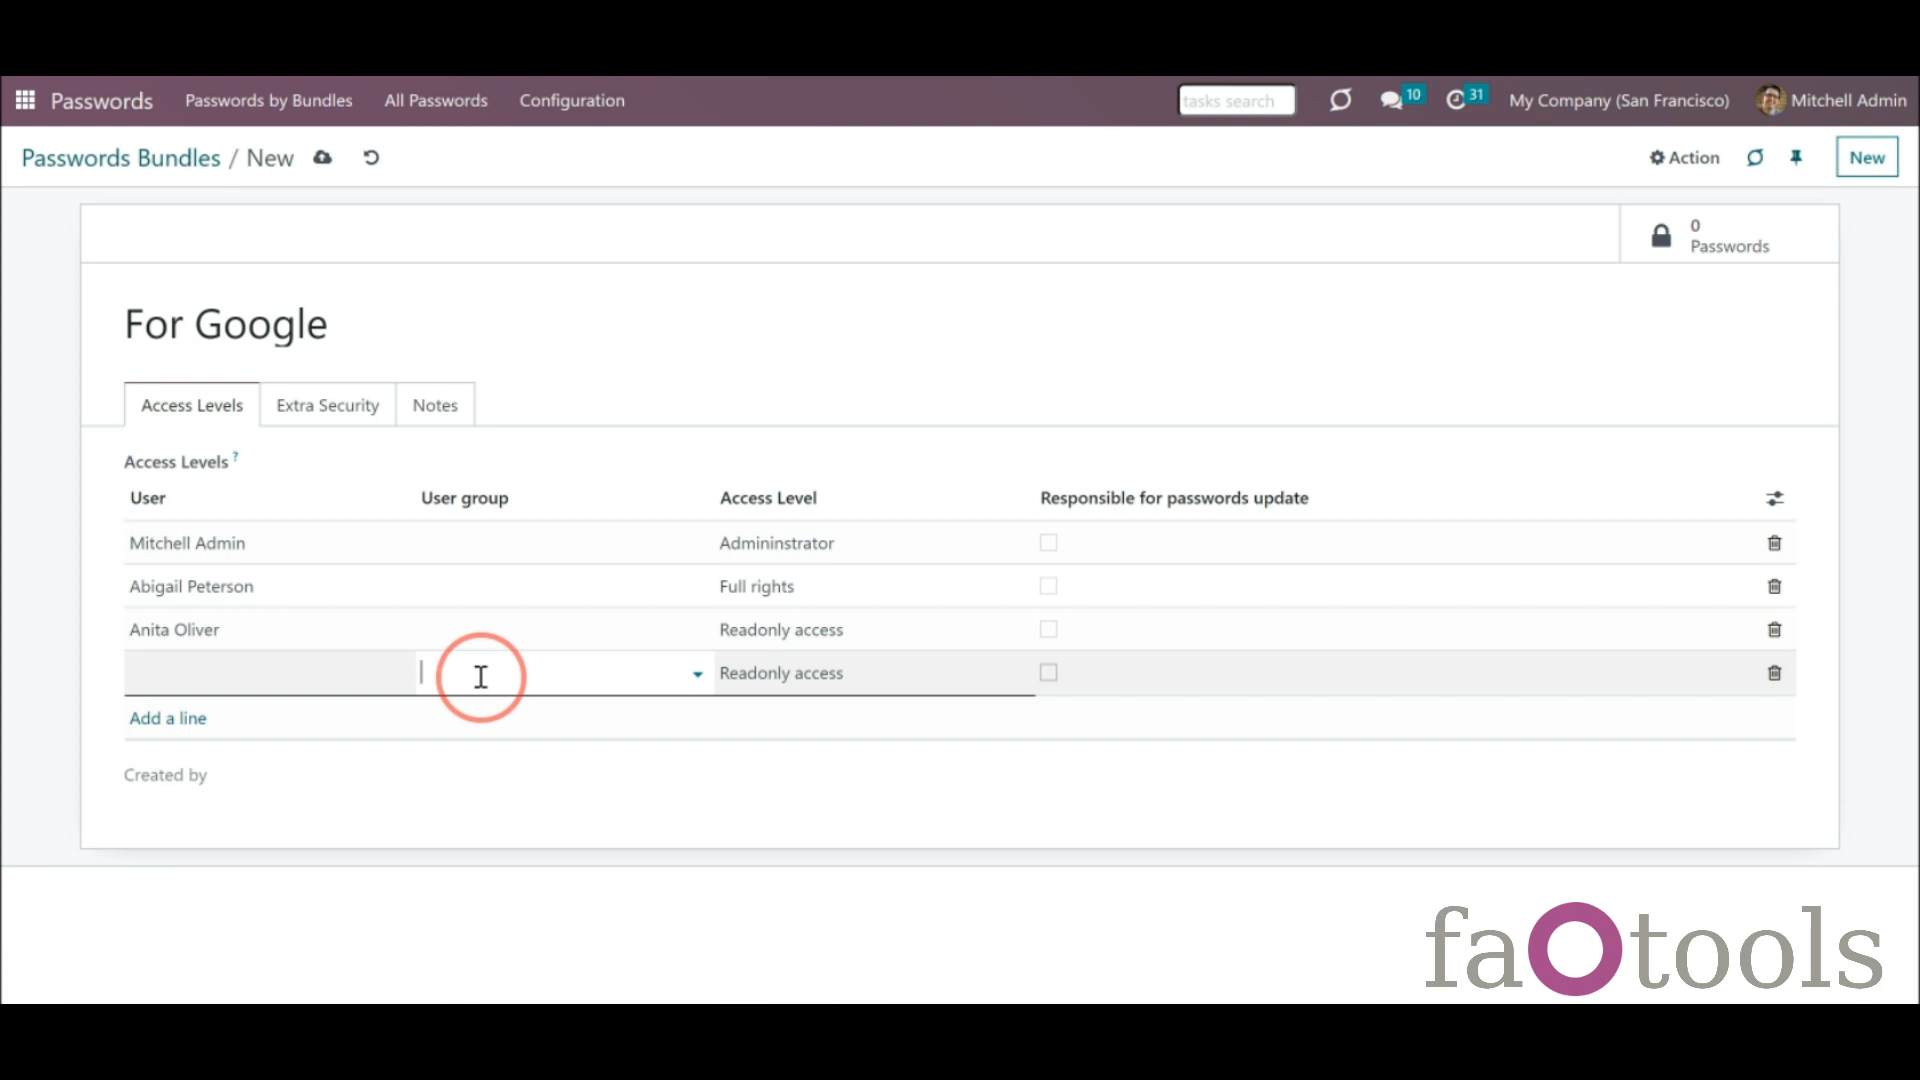 Passwords Passwords by Bundles All Passwords Configuration tasks search 10 31 My Company (San Francisco) Mitchell Admin
Passwords Bundles / New Action New
0
Passwords
For Google
Access Levels Extra Security Notes
Access Levels ?
User User group Access Level Responsible for passwords update
Mitchell Admin Admininstrator
Abigail Peterson Full rights
Anita Oliver Readonly access
Readonly access
Add a line
Created by
faOtools